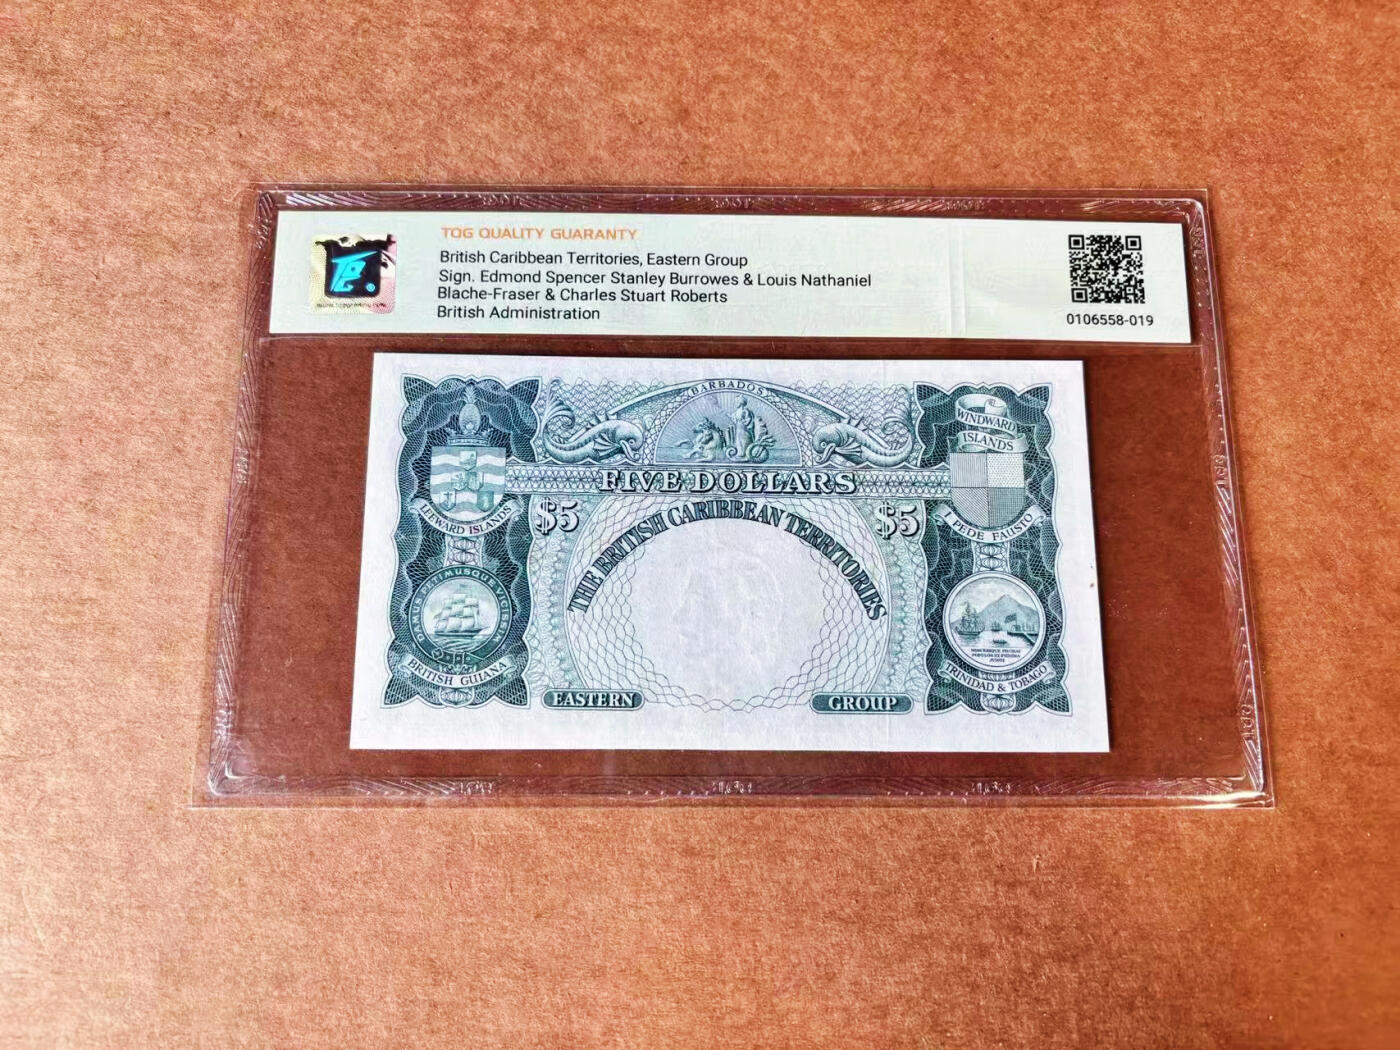 TQG QUALITY GUARANTY
British Caribbean Territories, Eastern Group
Sign. Edmond Spencer Stanley Burrowes & Louis Nathaniel
Blache-Fraser & Charles Stuart Roberts
British Administration
0106558-019
BARBADOS
WINDWARD
ISLANDS
FIVE DOLLARS
LEEWARD ISLANDS
$5
THE BRITISH CARIBBEAN TERRITORIES
$5
I PEDE FAUSTO
DAMUS PETIMUSQUE VICISSIM
BRITISH GUIANA
TRINIDAD & TOBAGO
EASTERN
GROUP